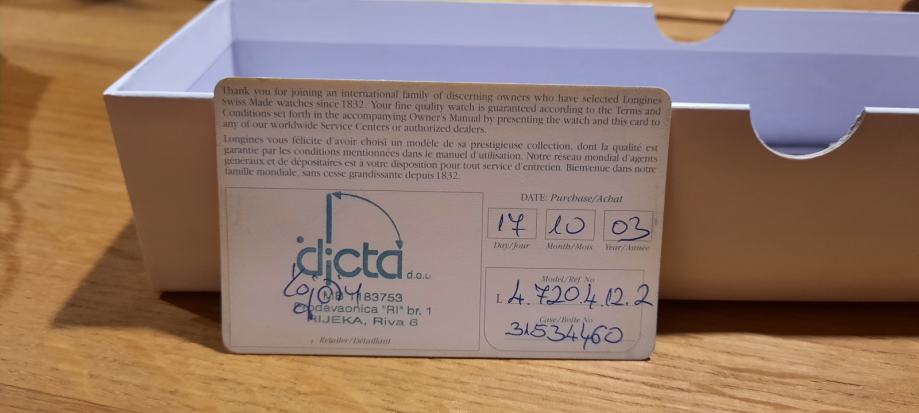 Thank you for joining an international family of discerning owners who have selected Longines
Swiss Made watches since 1832. Your fine quality watch is guaranteed according to the Terms and
Conditions set forth in the accompanying Owner's Manual by presenting the watch and this card to
any of our worldwide Service Centers or authorized dealers.
Longines vous félicite d'avoir choisi un modèle de sa prestigieuse collection, dont la qualité est
garantie par les conditions mentionnées dans le manuel d'utilisation. Notre réseau mondial d'agents
généraux et de dépositaires est à votre disposition pour tout service d'entretien. Bienvenue dans notre
famille mondiale, sans cesse grandissante depuis 1832.
DATE: Purchase/Achat
17 10 03
Day/Jour Month/Mois Year/Année
d.o.o
MB 1183753
Prodavaonica "RI" br. 1
RIJEKA, Riva 6
Retailer/Détaillant
Model/Réf No
L 4.720.4.12.2
Case/Boîte No
31534460